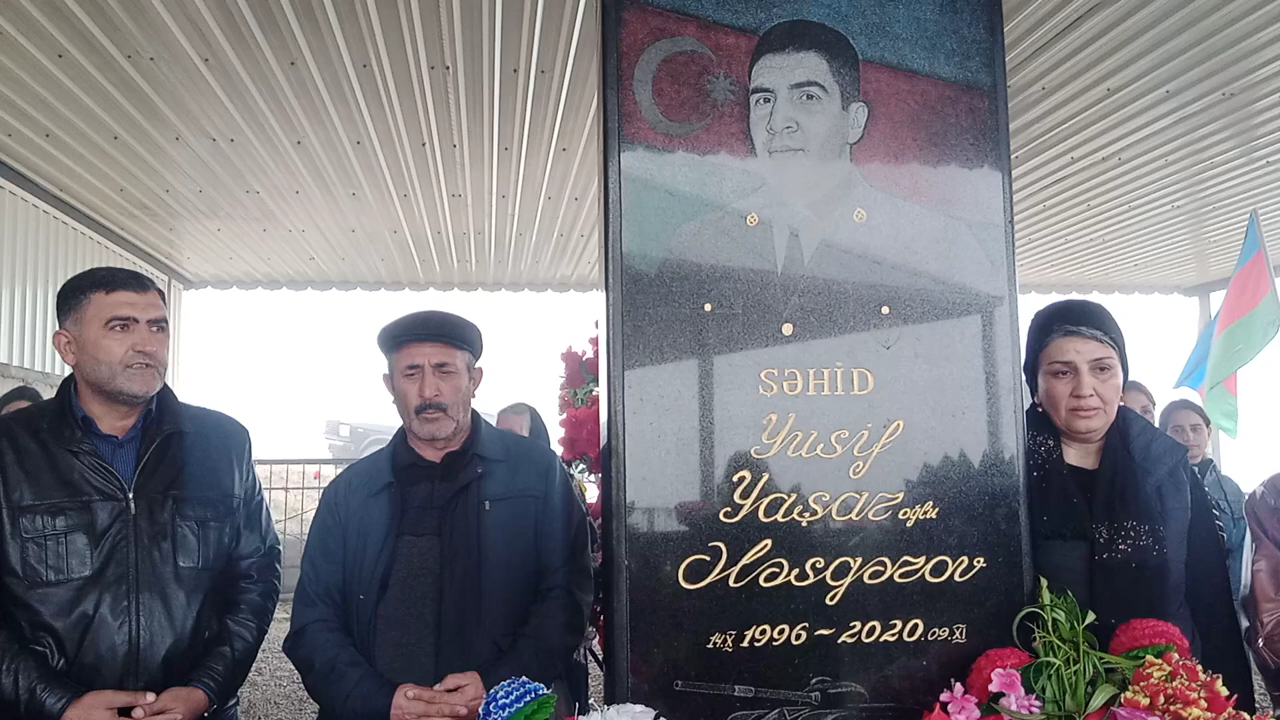 ŞƏHİD
Yusif
Yaşar oğlu
Ələsgərov
14.X 1996 ~ 2020.09.XI